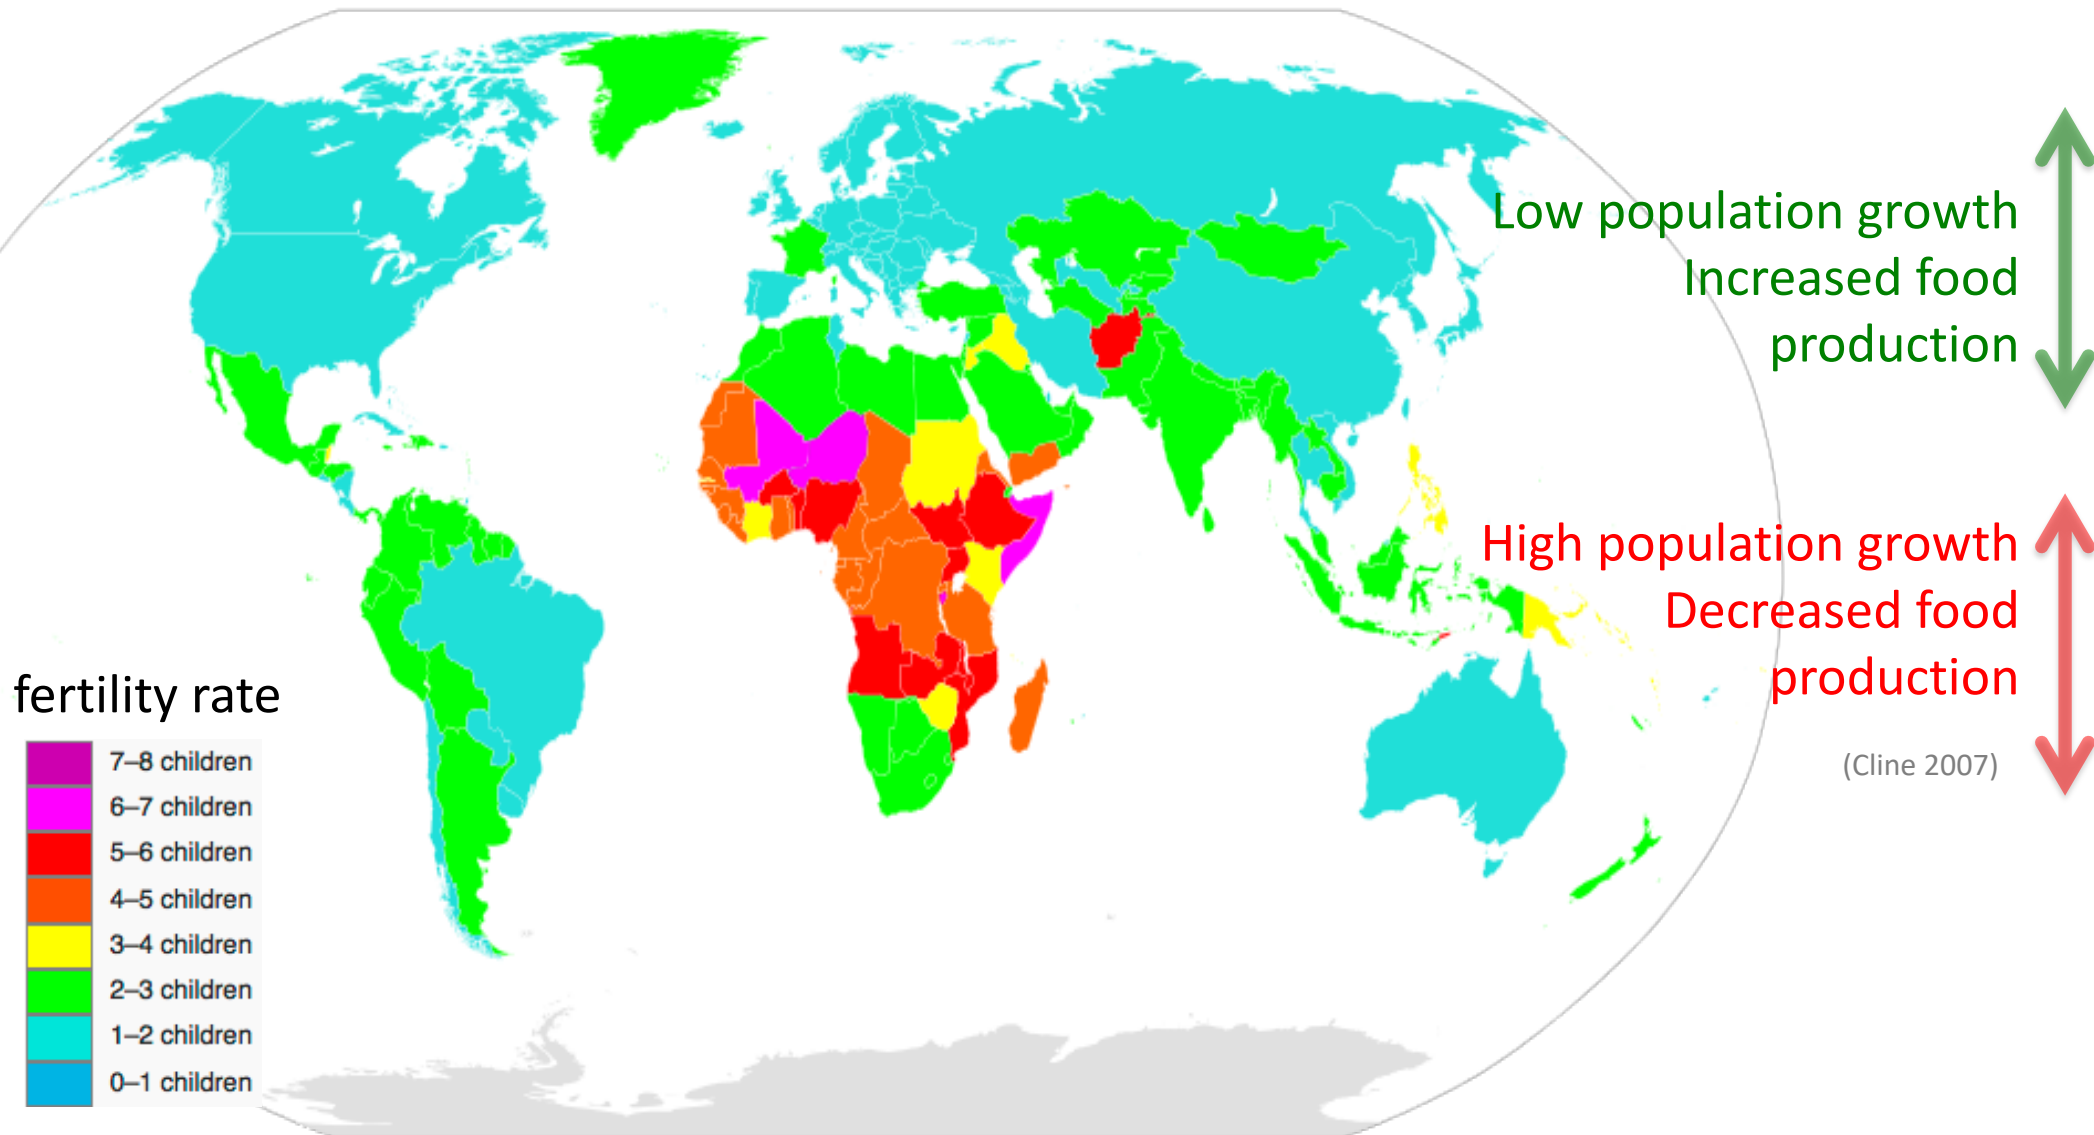 Low population growth
Increased food
production
High population growth
Decreased food
production
(Cline 2007)
fertility rate
7–8 children
6–7 children
5–6 children
4–5 children
3–4 children
2–3 children
1–2 children
0–1 children